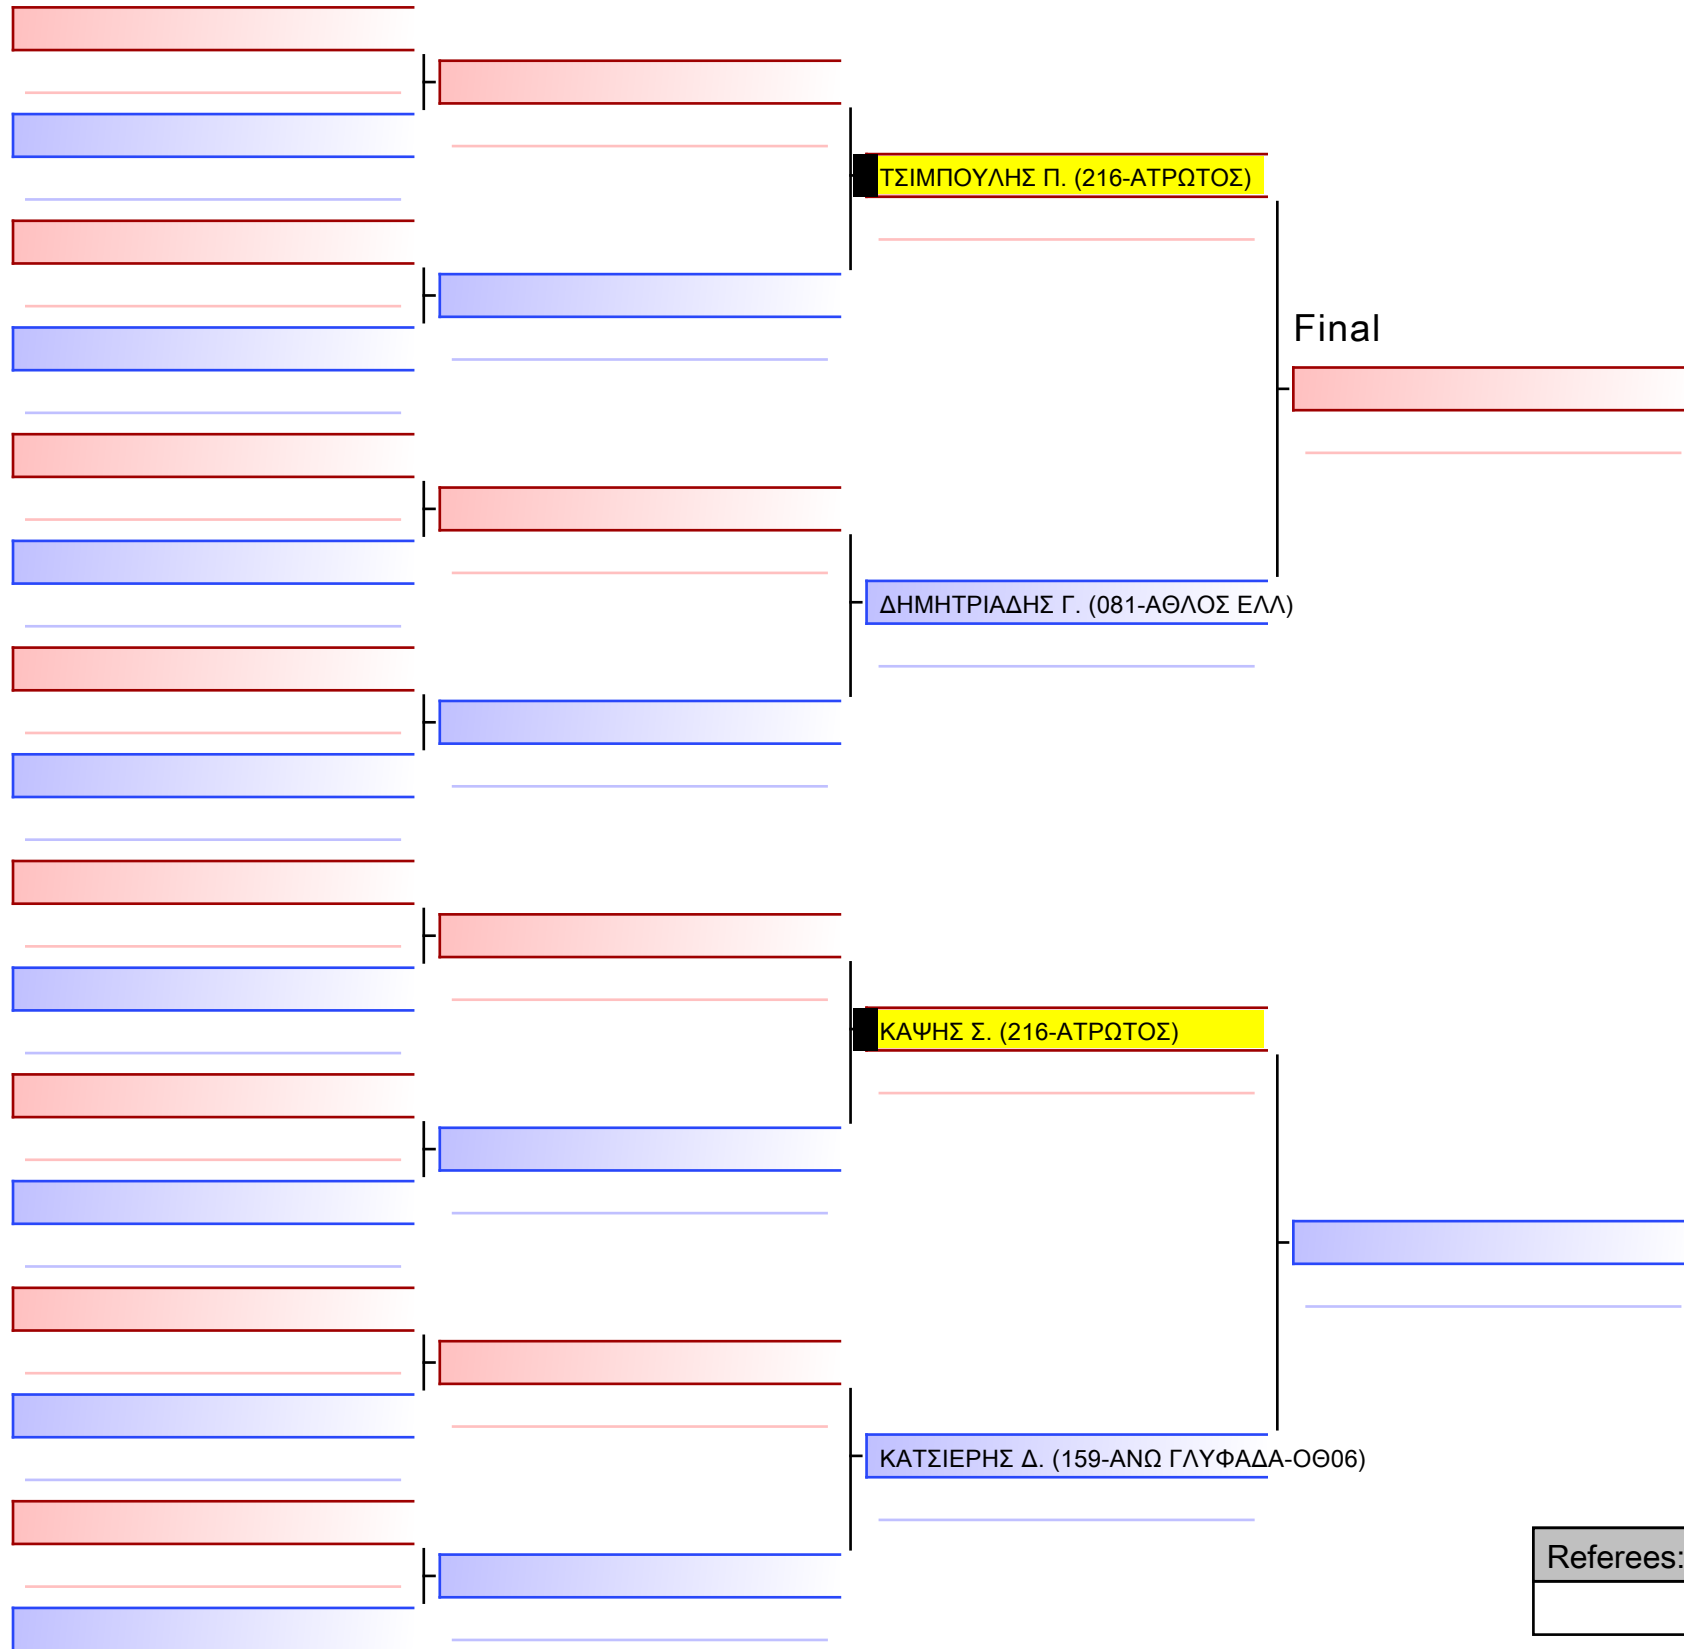 ΤΣΙΜΠΟΥΛΗΣ Π. (216-ΑΤΡΩΤΟΣ)
Final
ΔΗΜΗΤΡΙΑΔΗΣ Γ. (081-ΑΘΛΟΣ ΕΛΛ)
ΚΑΨΗΣ Σ. (216-ΑΤΡΩΤΟΣ)
ΚΑΤΣΙΕΡΗΣ Δ. (159-ΑΝΩ ΓΛΥΦΑΔΑ-ΟΘ06)
Referees: